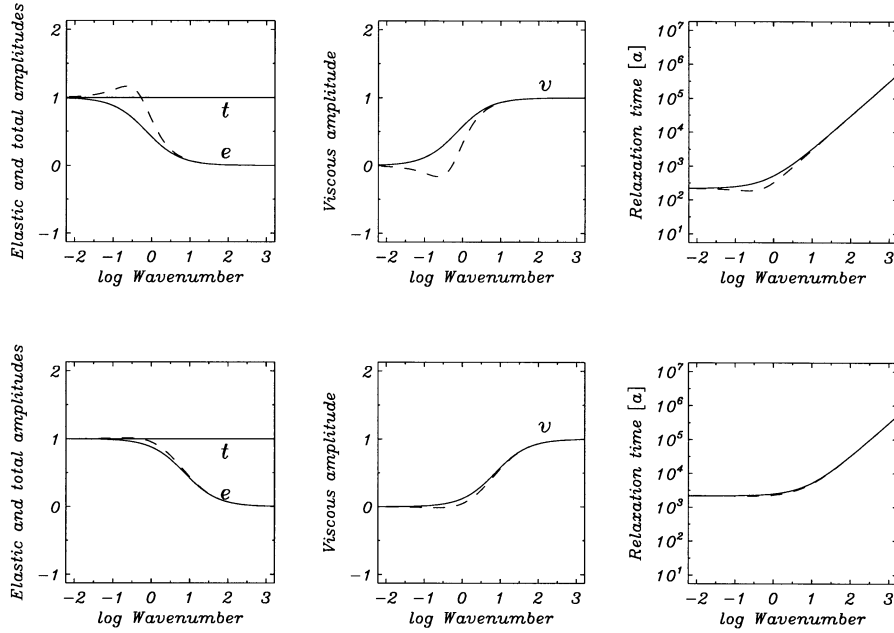 Elastic and total amplitudes
2
1
0
-1
t
e
-2 -1 0 1 2 3
log Wavenumber
Viscous amplitude
2
1
0
-1
v
-2 -1 0 1 2 3
log Wavenumber
Relaxation time [a]
10^7
10^6
10^5
10^4
10^3
10^2
10^1
-2 -1 0 1 2 3
log Wavenumber
Elastic and total amplitudes
2
1
0
-1
t
e
-2 -1 0 1 2 3
log Wavenumber
Viscous amplitude
2
1
0
-1
v
-2 -1 0 1 2 3
log Wavenumber
Relaxation time [a]
10^7
10^6
10^5
10^4
10^3
10^2
10^1
-2 -1 0 1 2 3
log Wavenumber